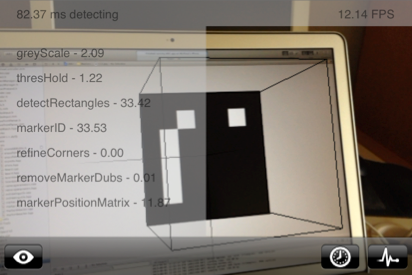 82.37 ms detecting
12.14 FPS
greyScale - 2.09
thresHold - 1.22
detectRectangles - 33.42
markerID - 33.53
refineCorners - 0.00
removeMarkerDubs - 0.01
markerPositionMatrix - 11.87